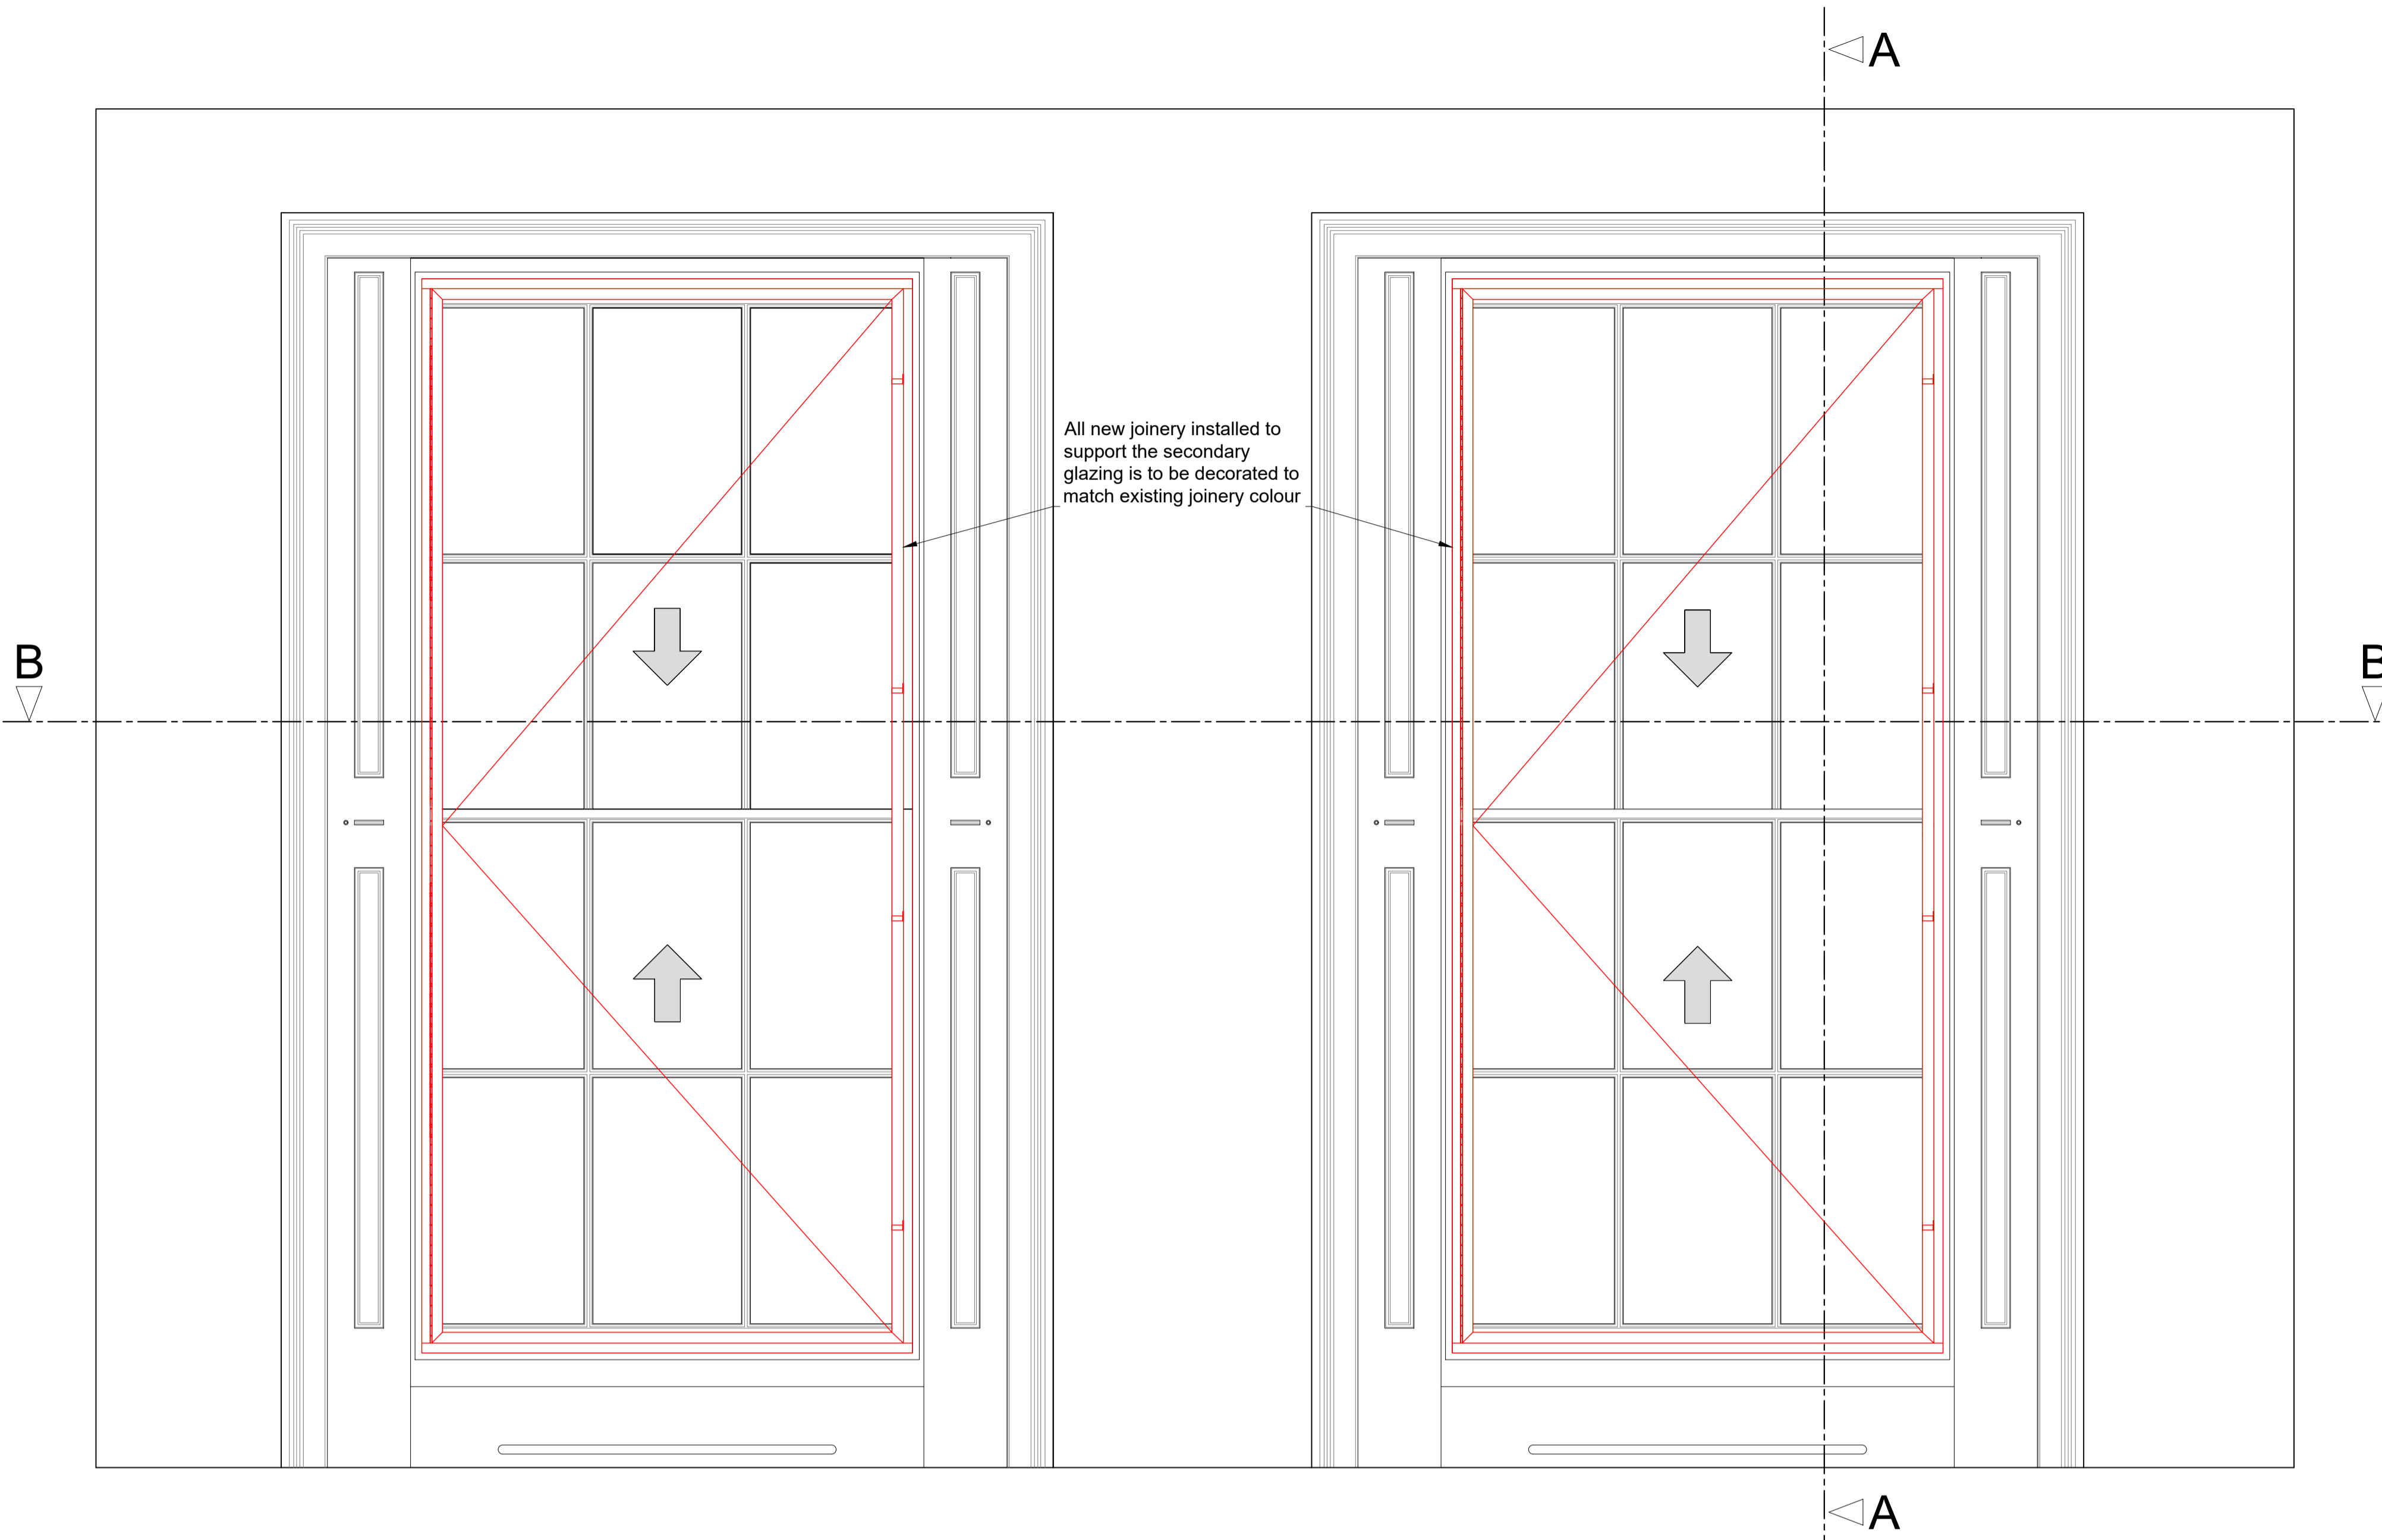 A
All new joinery installed to
support the secondary
glazing is to be decorated to
match existing joinery colour
B
B
A